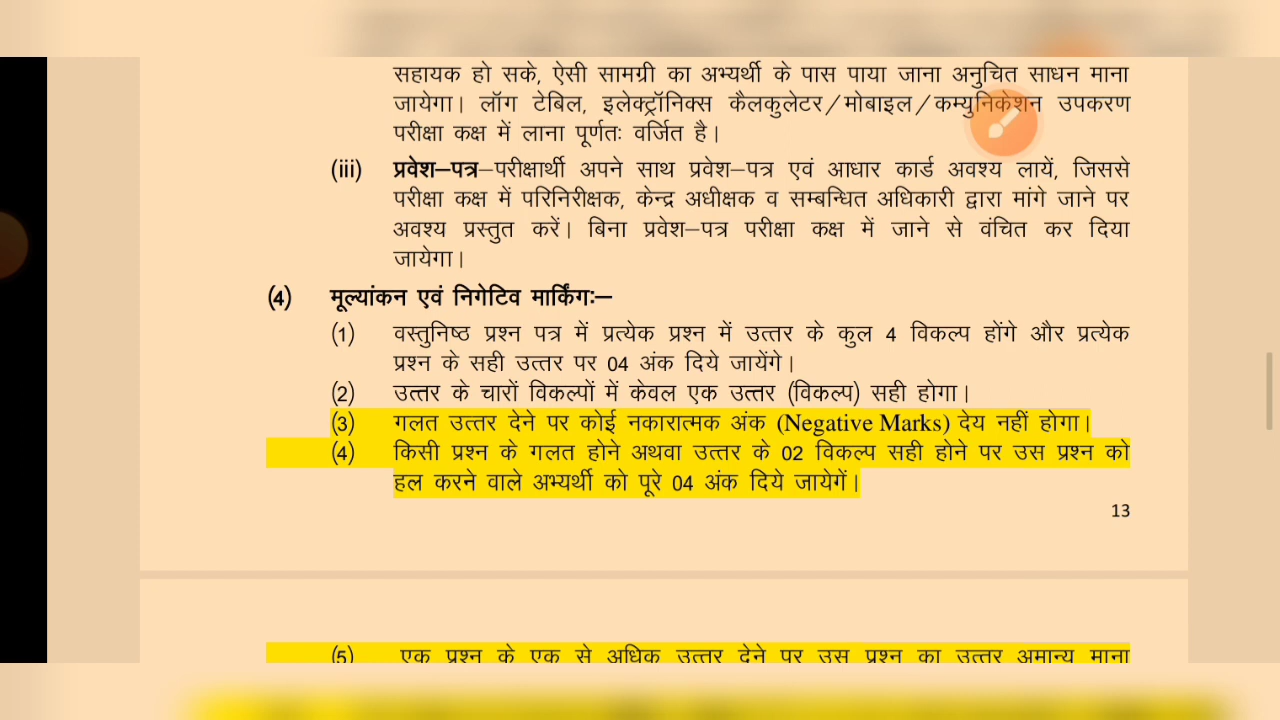 सहायक हो सके, ऐसी सामग्री का अभ्यर्थी के पास पाया जाना अनुचित साधन माना
जायेगा। लॉग टेबिल, इलेक्ट्रॉनिक्स कैलकुलेटर/मोबाइल/कम्युनिकेशन उपकरण
परीक्षा कक्ष में लाना पूर्णतः वर्जित है।
(iii) प्रवेश–पत्र–परीक्षार्थी अपने साथ प्रवेश–पत्र एवं आधार कार्ड अवश्य लायें, जिससे
परीक्षा कक्ष में परिनिरीक्षक, केन्द्र अधीक्षक व सम्बन्धित अधिकारी द्वारा मांगे जाने पर
अवश्य प्रस्तुत करें। बिना प्रवेश–पत्र परीक्षा कक्ष में जाने से वंचित कर दिया
जायेगा।
(4) मूल्यांकन एवं निगेटिव मार्किंगः–
(1) वस्तुनिष्ठ प्रश्न पत्र में प्रत्येक प्रश्न में उत्तर के कुल 4 विकल्प होंगे और प्रत्येक
प्रश्न के सही उत्तर पर 04 अंक दिये जायेंगे।
(2) उत्तर के चारों विकल्पों में केवल एक उत्तर (विकल्प) सही होगा।
(3) गलत उत्तर देने पर कोई नकारात्मक अंक (Negative Marks) देय नहीं होगा।
(4) किसी प्रश्न के गलत होने अथवा उत्तर के 02 विकल्प सही होने पर उस प्रश्न को
हल करने वाले अभ्यर्थी को पूरे 04 अंक दिये जायेगें।
13
(5) एक प्रश्न के एक से अधिक उत्तर देने पर उस प्रश्न का उत्तर अमान्य माना